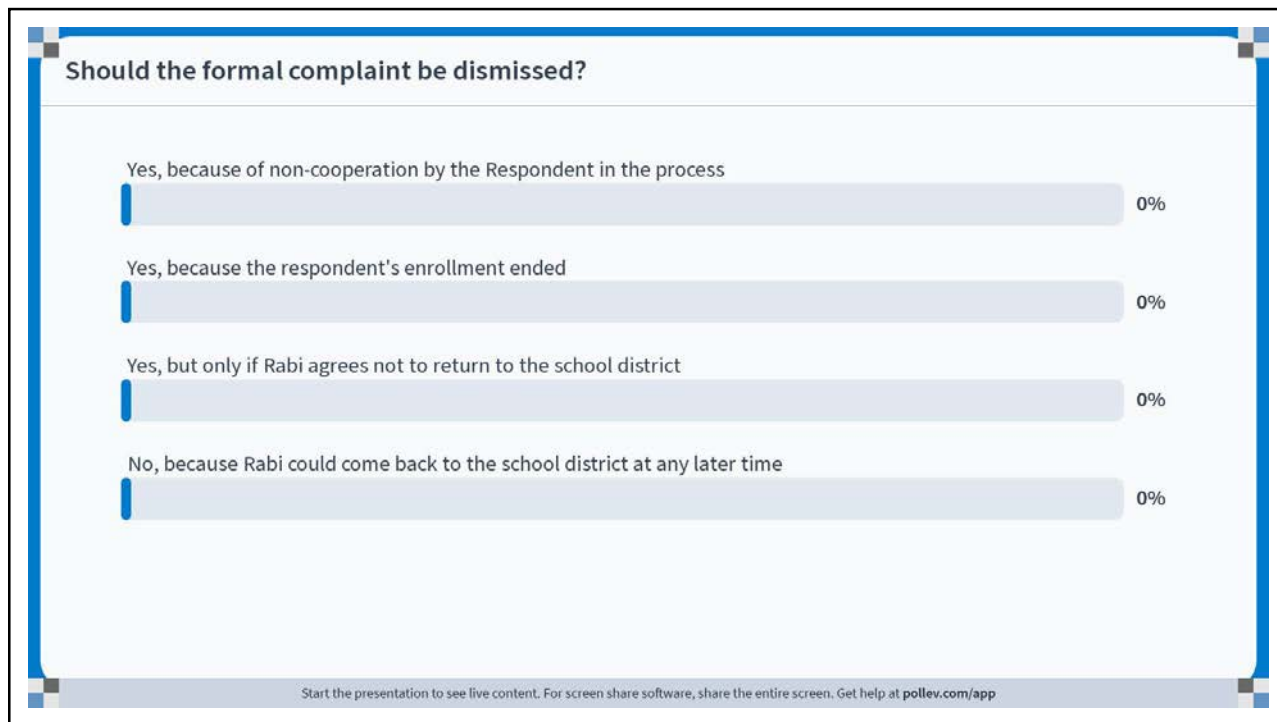 Should the formal complaint be dismissed?
Yes, because of non-cooperation by the Respondent in the process
0%
Yes, because the respondent's enrollment ended
0%
Yes, but only if Rabi agrees not to return to the school district
0%
No, because Rabi could come back to the school district at any later time
0%
Start the presentation to see live content. For screen share software, share the entire screen. Get help at pollev.com/app